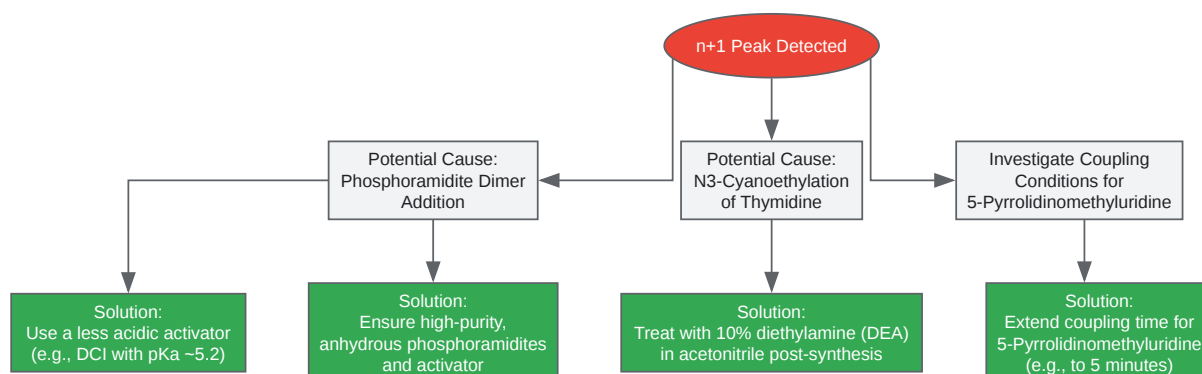 n+1 Peak Detected
Potential Cause:
Phosphoramidite Dimer
Addition
Potential Cause:
N3-Cyanoethylation
of Thymidine
Investigate Coupling
Conditions for
5-Pyrrolidinomethyluridine
Solution:
Use a less acidic activator
(e.g., DCI with pKa ~5.2)
Solution:
Ensure high-purity,
anhydrous phosphoramidites
and activator
Solution:
Treat with 10% diethylamine (DEA)
in acetonitrile post-synthesis
Solution:
Extend coupling time for
5-Pyrrolidinomethyluridine
(e.g., to 5 minutes)